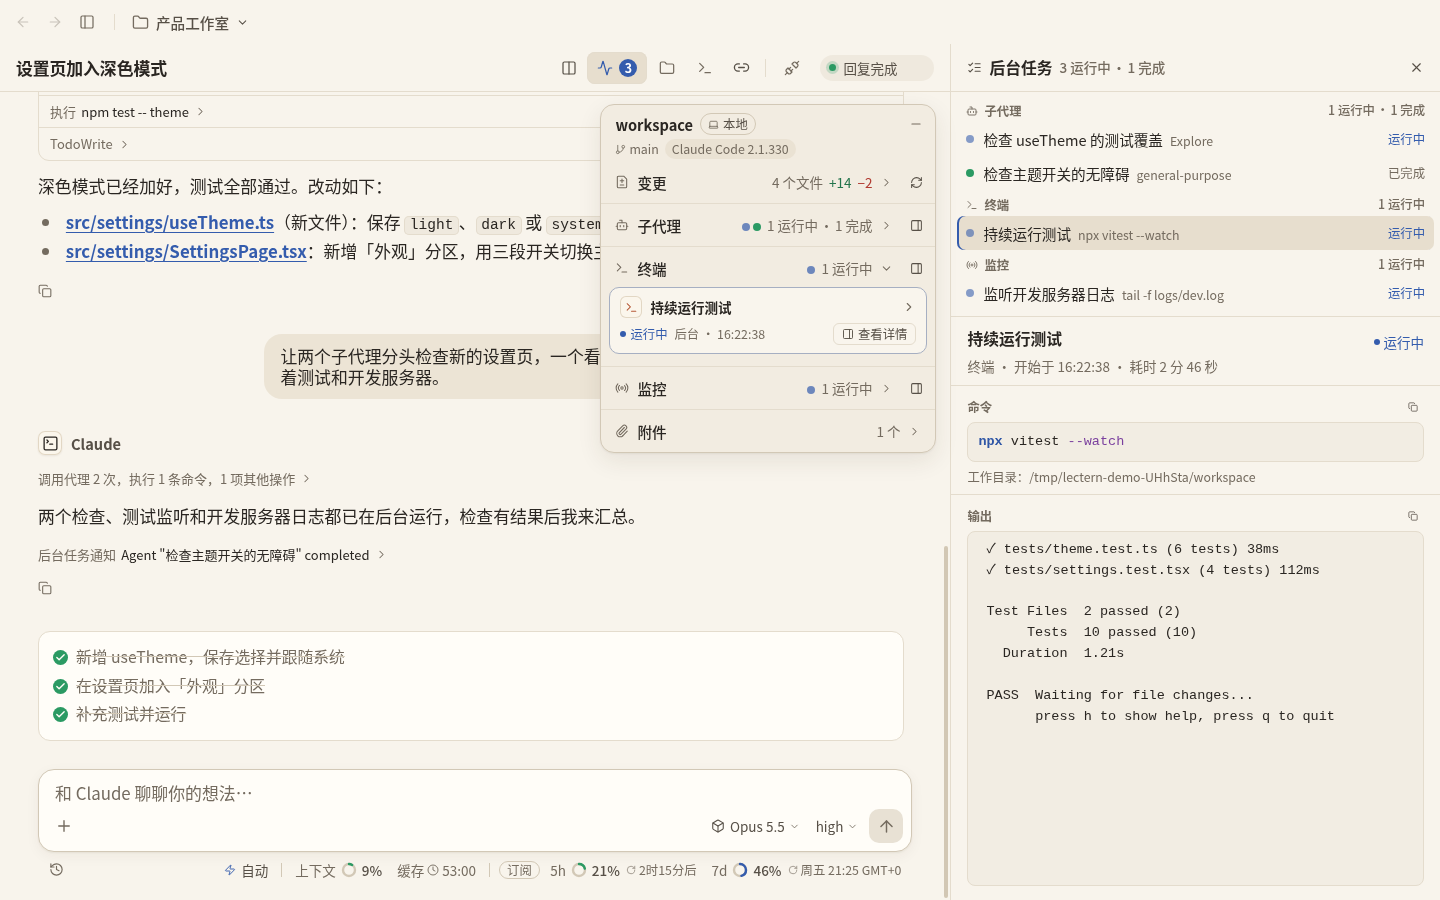 产品工作室
设置页加入深色模式
3
回复完成
执行 npm test -- theme
TodoWrite
深色模式已经加好，测试全部通过。改动如下：
src/settings/useTheme.ts（新文件）：保存 light、dark 或 system
src/settings/SettingsPage.tsx：新增「外观」分区，用三段开关切换主
让两个子代理分头检查新的设置页，一个看
着测试和开发服务器。
Claude
调用代理 2 次，执行 1 条命令，1 项其他操作
两个检查、测试监听和开发服务器日志都已在后台运行，检查有结果后我来汇总。
后台任务通知 Agent "检查主题开关的无障碍" completed
新增 useTheme，保存选择并跟随系统
在设置页加入「外观」分区
补充测试并运行
和 Claude 聊聊你的想法…
Opus 5.5
high
自动
上下文 9%
缓存 53:00
订阅
5h 21% 2时15分后
7d 46% 周五 21:25 GMT+0
workspace 本地
main Claude Code 2.1.330
变更 4 个文件 +14 −2
子代理 1 运行中 · 1 完成
终端 1 运行中
持续运行测试
运行中 后台 · 16:22:38 查看详情
监控 1 运行中
附件 1 个
后台任务 3 运行中 · 1 完成
子代理 1 运行中 · 1 完成
检查 useTheme 的测试覆盖 Explore 运行中
检查主题开关的无障碍 general-purpose 已完成
终端 1 运行中
持续运行测试 npx vitest --watch 运行中
监控 1 运行中
监听开发服务器日志 tail -f logs/dev.log 运行中
持续运行测试 运行中
终端 · 开始于 16:22:38 · 耗时 2 分 46 秒
命令
npx vitest --watch
工作目录：/tmp/lectern-demo-UHhSta/workspace
输出
✓ tests/theme.test.ts (6 tests) 38ms
✓ tests/settings.test.tsx (4 tests) 112ms
Test Files 2 passed (2)
Tests 10 passed (10)
Duration 1.21s
PASS Waiting for file changes...
press h to show help, press q to quit